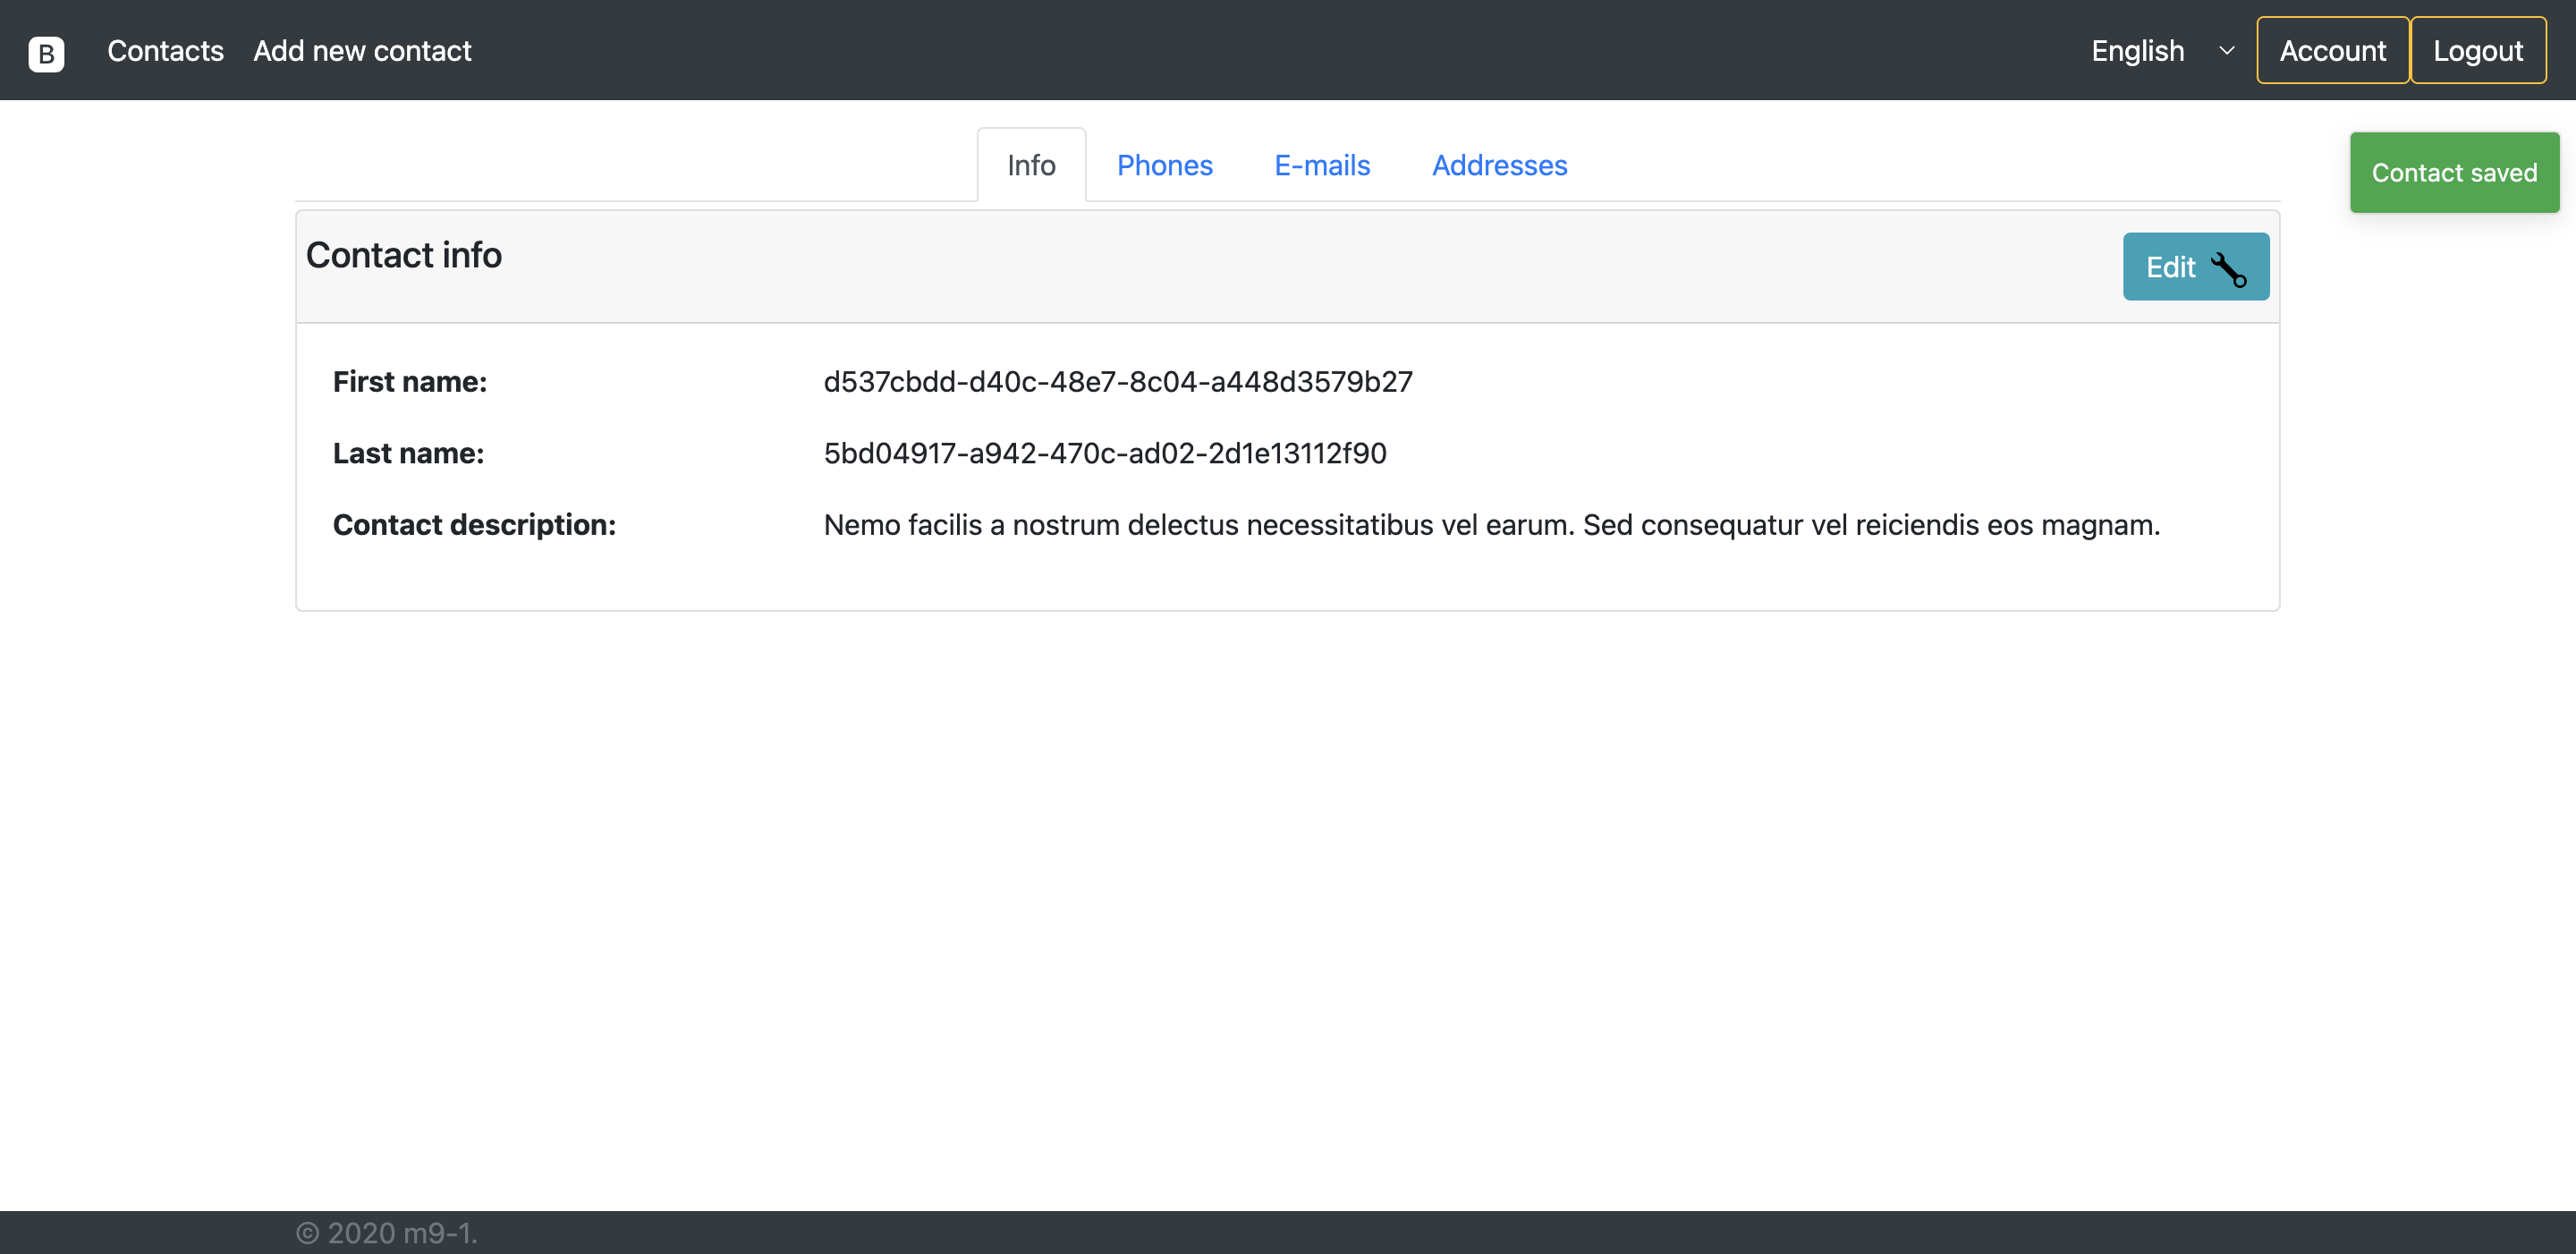 B Contacts Add new contact English Account Logout
Info Phones E-mails Addresses
Contact saved
Contact info
Edit
First name: d537cbdd-d40c-48e7-8c04-a448d3579b27
Last name: 5bd04917-a942-470c-ad02-2d1e13112f90
Contact description: Nemo facilis a nostrum delectus necessitatibus vel earum. Sed consequatur vel reiciendis eos magnam.
© 2020 m9-1.